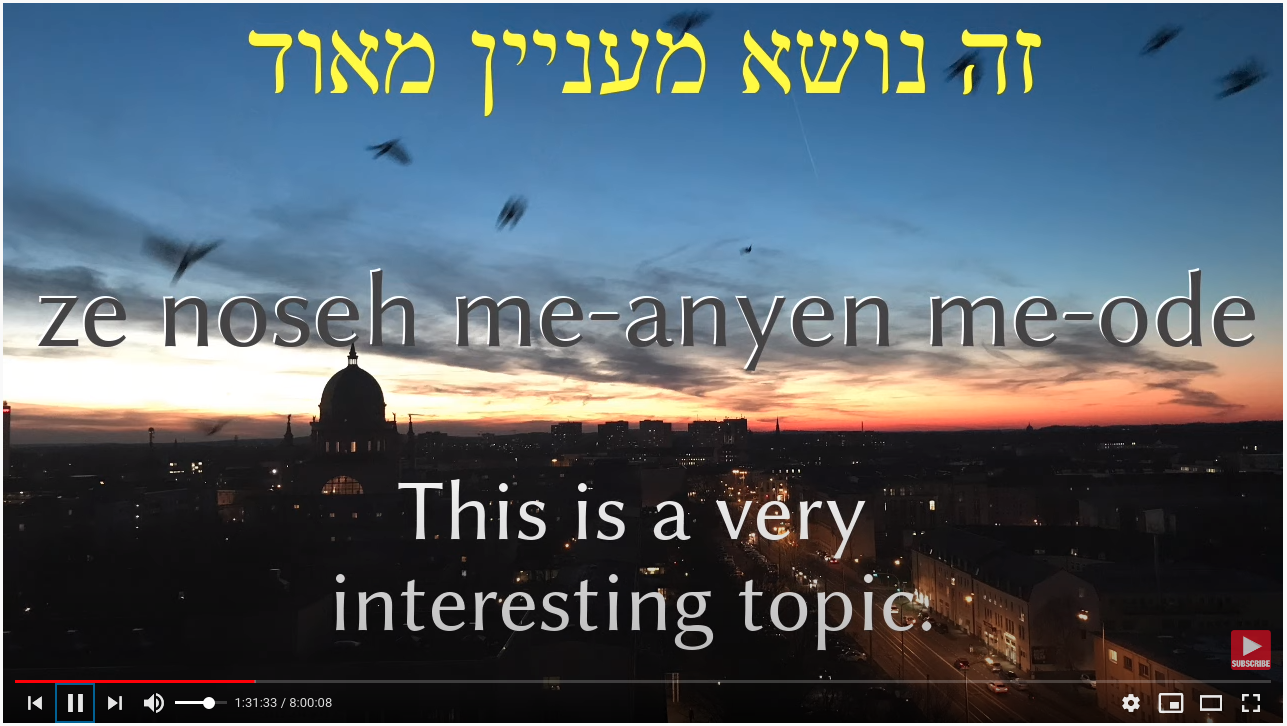 זה נושא מעניין מאוד
ze noseh me-anyen me-ode
This is a very
interesting topic.
SUBSCRIBE
1:31:33 / 8:00:08